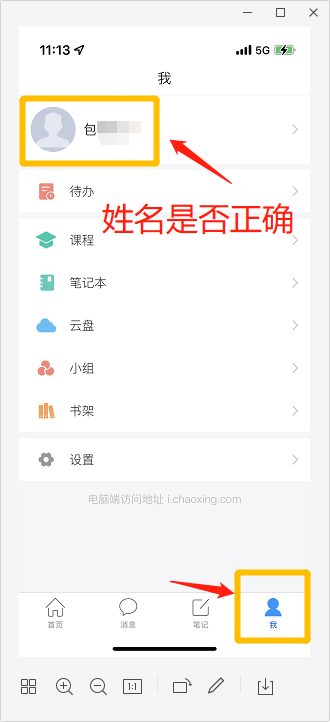 11:13
5G
我
包
待办
姓名是否正确
课程
笔记本
云盘
小组
书架
设置
电脑端访问地址 i.chaoxing.com
首页
消息
笔记
我
1:1